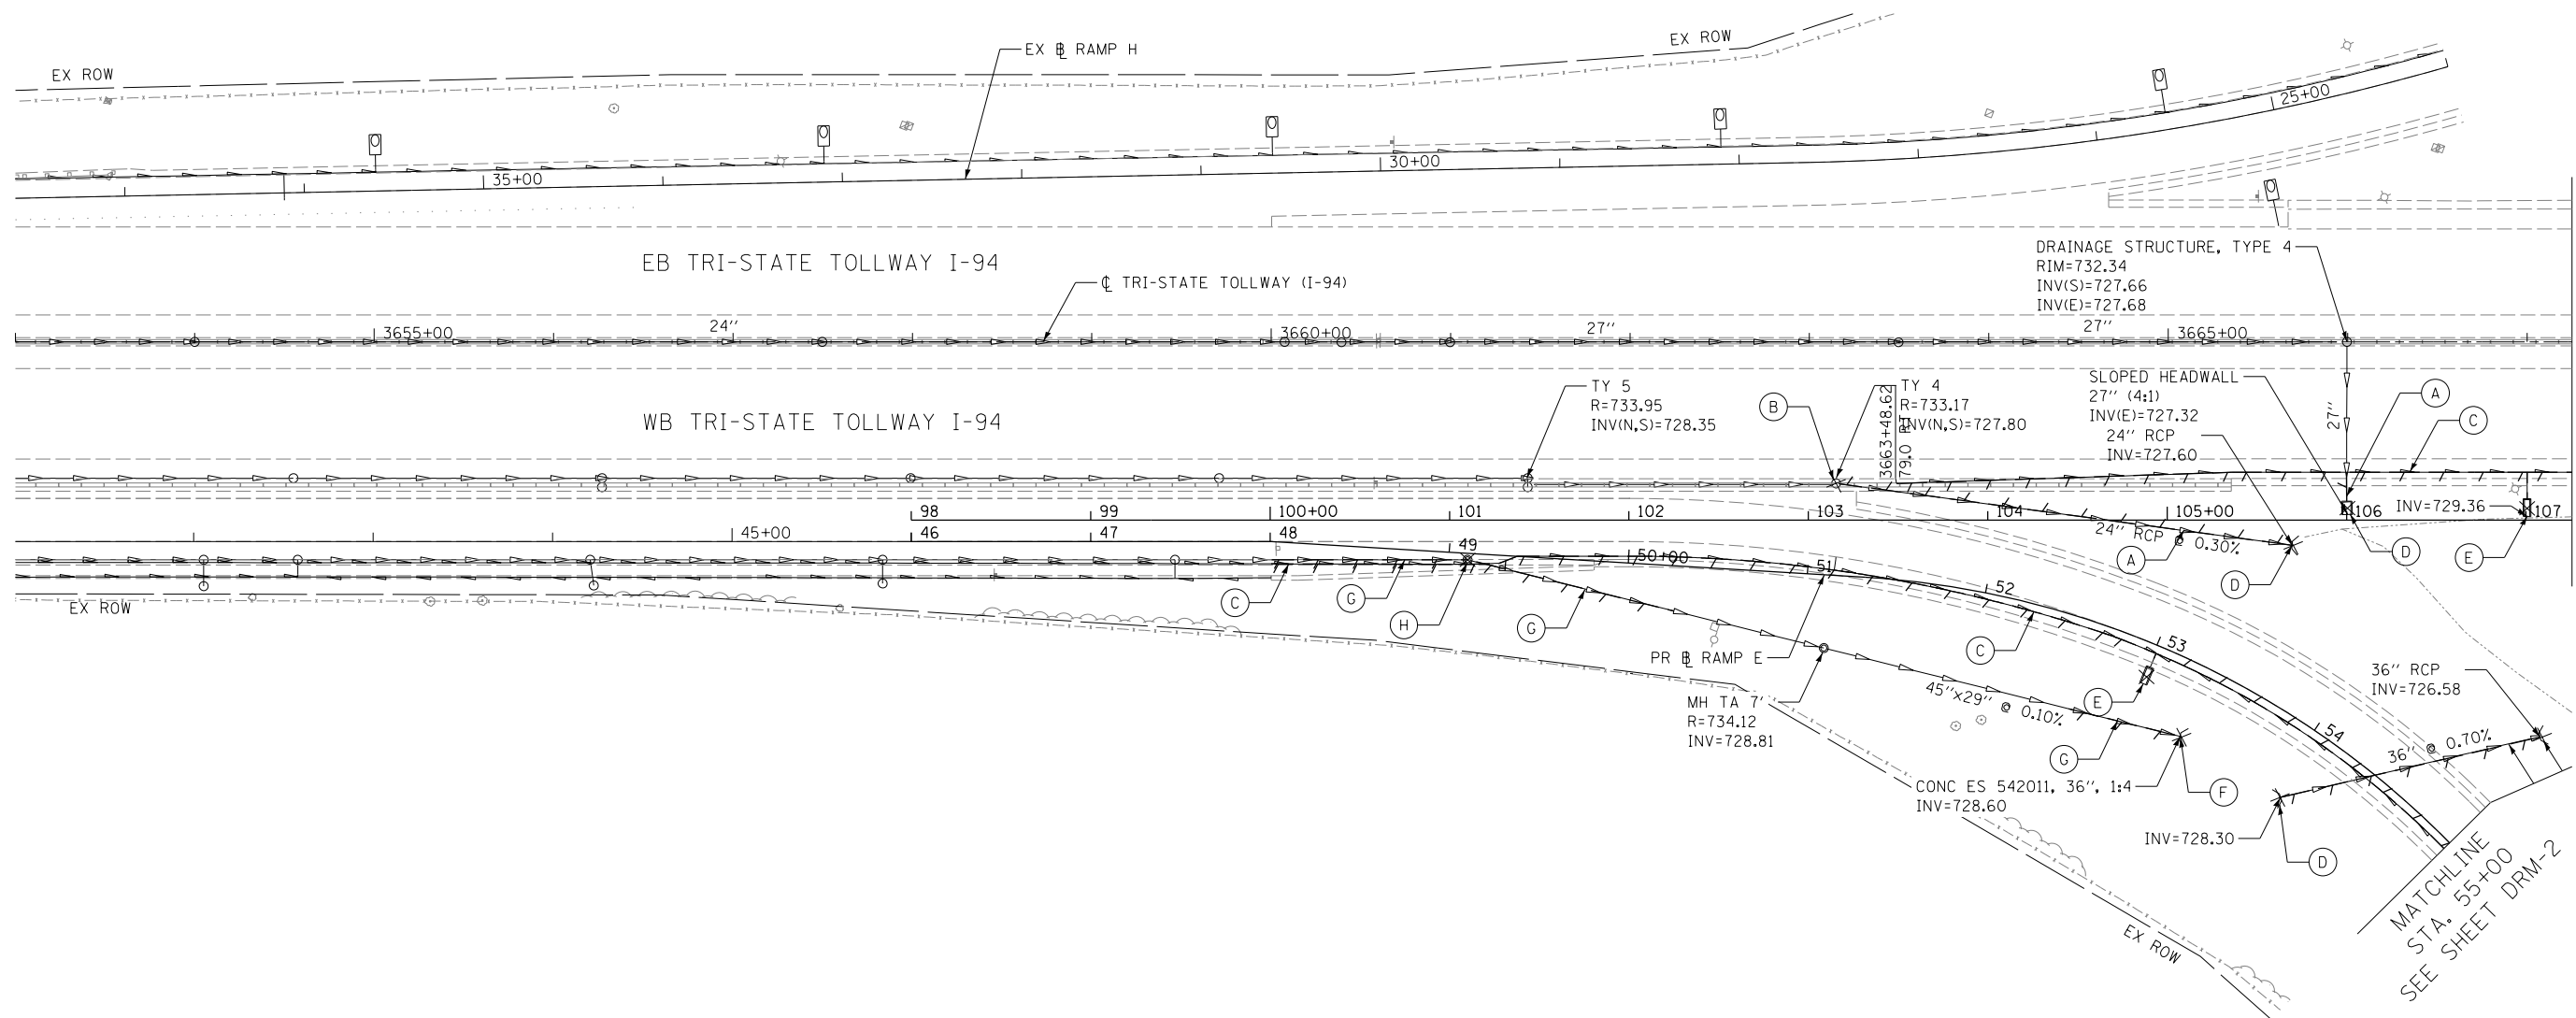 EX ROW
EX ℄ RAMP H
EX ROW
25+00
30+00
35+00
EB TRI-STATE TOLLWAY I-94
℄ TRI-STATE TOLLWAY (I-94)
DRAINAGE STRUCTURE, TYPE 4
RIM=732.34
INV(S)=727.66
INV(E)=727.68
3655+00
24''
3660+00
27''
27''
3665+00
WB TRI-STATE TOLLWAY I-94
TY 5
R=733.95
INV(N,S)=728.35
B
3663+48.62
79.0 RT
TY 4
R=733.17
INV(N,S)=727.80
SLOPED HEADWALL
27'' (4:1)
INV(E)=727.32
24'' RCP
INV=727.60
27''
A
C
98
99
100+00
101
102
103
104
105+00
106
INV=729.36
107
45+00
46
47
48
49
50+00
51
52
53
54
24'' RCP @ 0.30%
A
D
D
E
EX ROW
C
G
H
G
PR ℄ RAMP E
C
E
MH TA 7'
R=734.12
INV=728.81
45''X29'' @ 0.10%
G
F
CONC ES 542011, 36'', 1:4
INV=728.60
36'' RCP
INV=726.58
36'' @ 0.70%
INV=728.30
D
MATCHLINE
STA. 55+00
SEE SHEET DRM-2
EX ROW